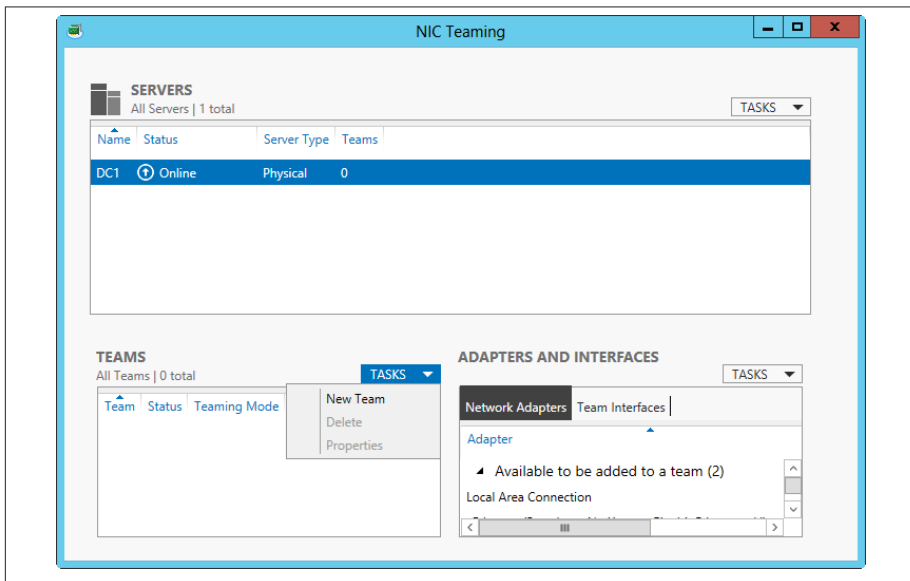 NIC Teaming
SERVERS
All Servers | 1 total
TASKS
Name Status Server Type Teams
DC1 Online Physical 0
TEAMS
All Teams | 0 total
TASKS
Team Status Teaming Mode
New Team
Delete
Properties
ADAPTERS AND INTERFACES
TASKS
Network Adapters Team Interfaces
Adapter
Available to be added to a team (2)
Local Area Connection